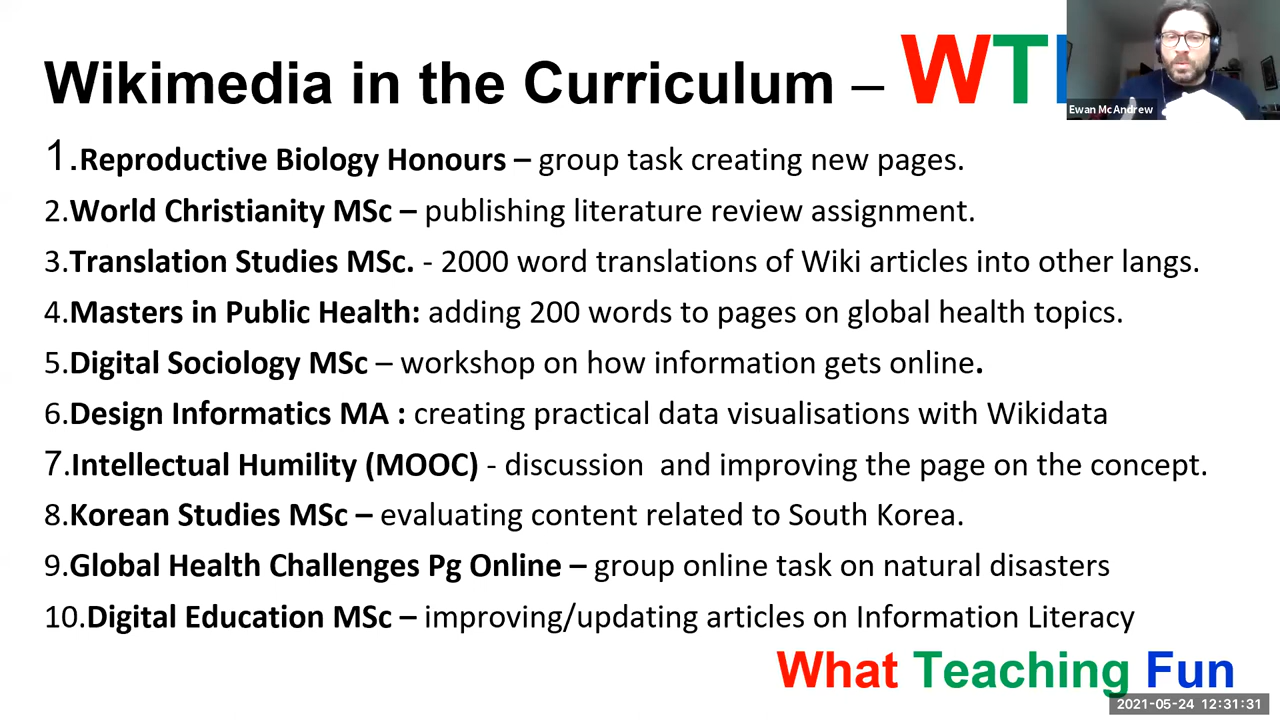 Wikimedia in the Curriculum – WT
Ewan McAndrew
1.Reproductive Biology Honours – group task creating new pages.
2.World Christianity MSc – publishing literature review assignment.
3.Translation Studies MSc. - 2000 word translations of Wiki articles into other langs.
4.Masters in Public Health: adding 200 words to pages on global health topics.
5.Digital Sociology MSc – workshop on how information gets online.
6.Design Informatics MA : creating practical data visualisations with Wikidata
7.Intellectual Humility (MOOC) - discussion  and improving the page on the concept.
8.Korean Studies MSc – evaluating content related to South Korea.
9.Global Health Challenges Pg Online – group online task on natural disasters
10.Digital Education MSc – improving/updating articles on Information Literacy
What Teaching Fun
2021-05-24 12:31:31